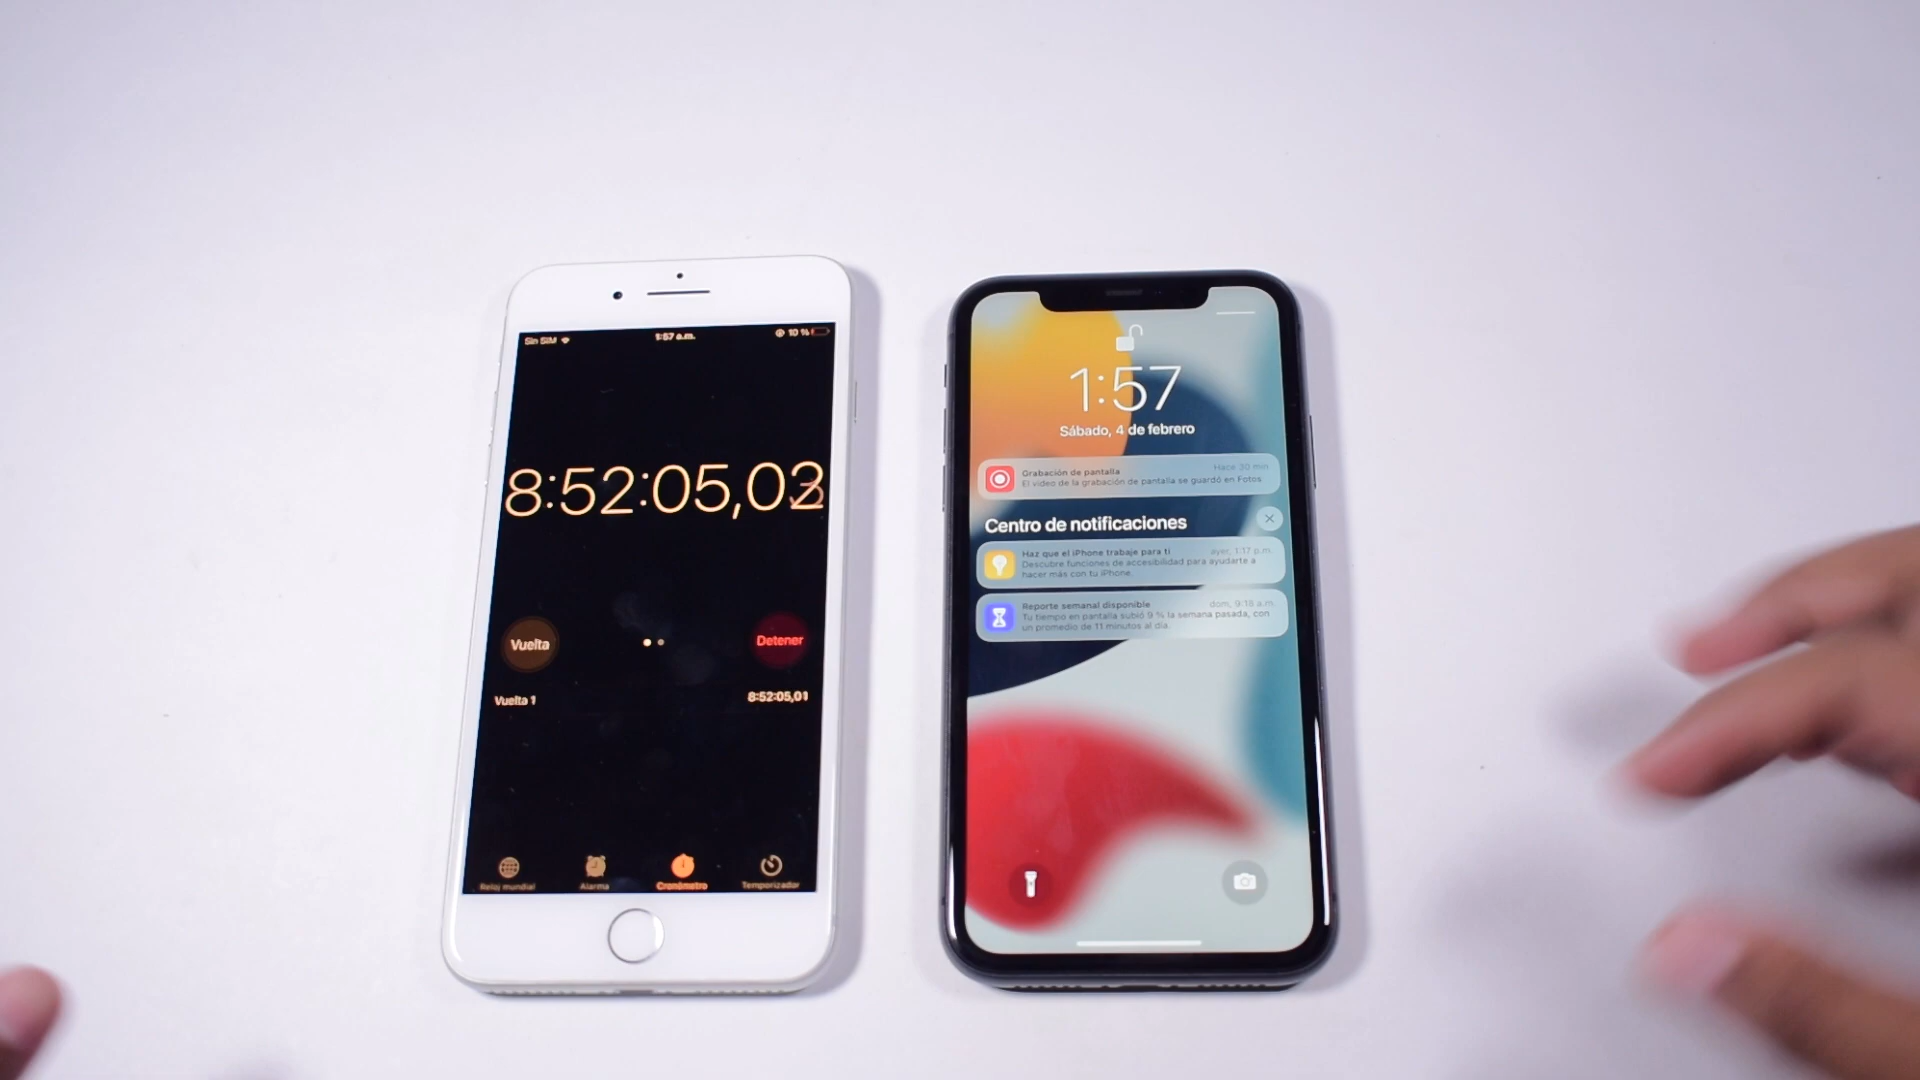 Sin SIM
1:57 a.m.
10 %
8:52:05,02
Vuelta
Detener
Vuelta 1
8:52:05,01
Reloj mundial
Alarma
Cronómetro
Temporizador
1:57
Sábado, 4 de febrero
Grabación de pantalla
Hace 30 min
El video de la grabación de pantalla se guardó en Fotos
Centro de notificaciones
Haz que el iPhone trabaje para ti
ayer, 1:17 p.m.
Descubre funciones de accesibilidad para ayudarte a
hacer más con tu iPhone.
Reporte semanal disponible
dom, 9:18 a.m.
Tu tiempo en pantalla subió 9 % la semana pasada, con
un promedio de 11 minutos al día.